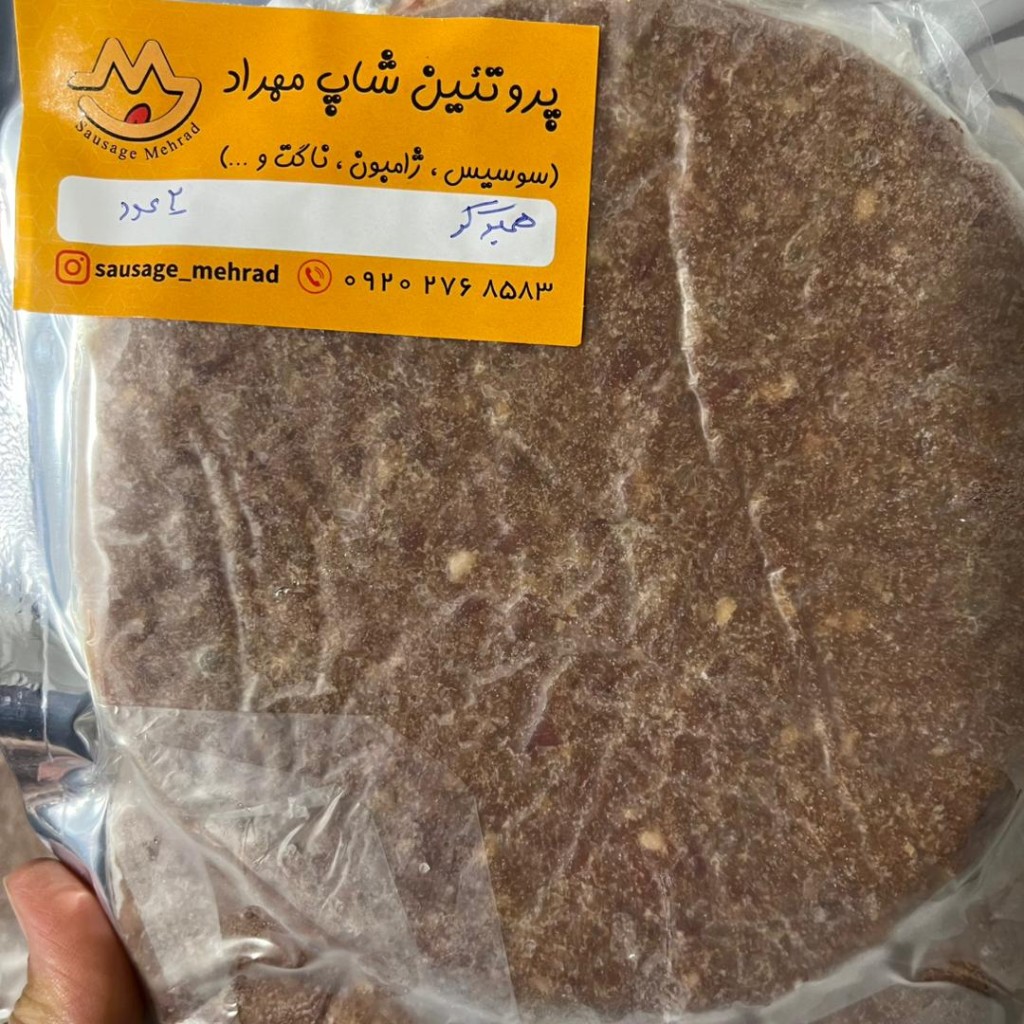 پروتئین شاپ مهراد
Sausage Mehrad
(سوسیس ، ژامبون ، ناگت و ...)
همبرگر ۲ عدد
sausage_mehrad ۰۹۲۰ ۲۷۶ ۸۵۸۳